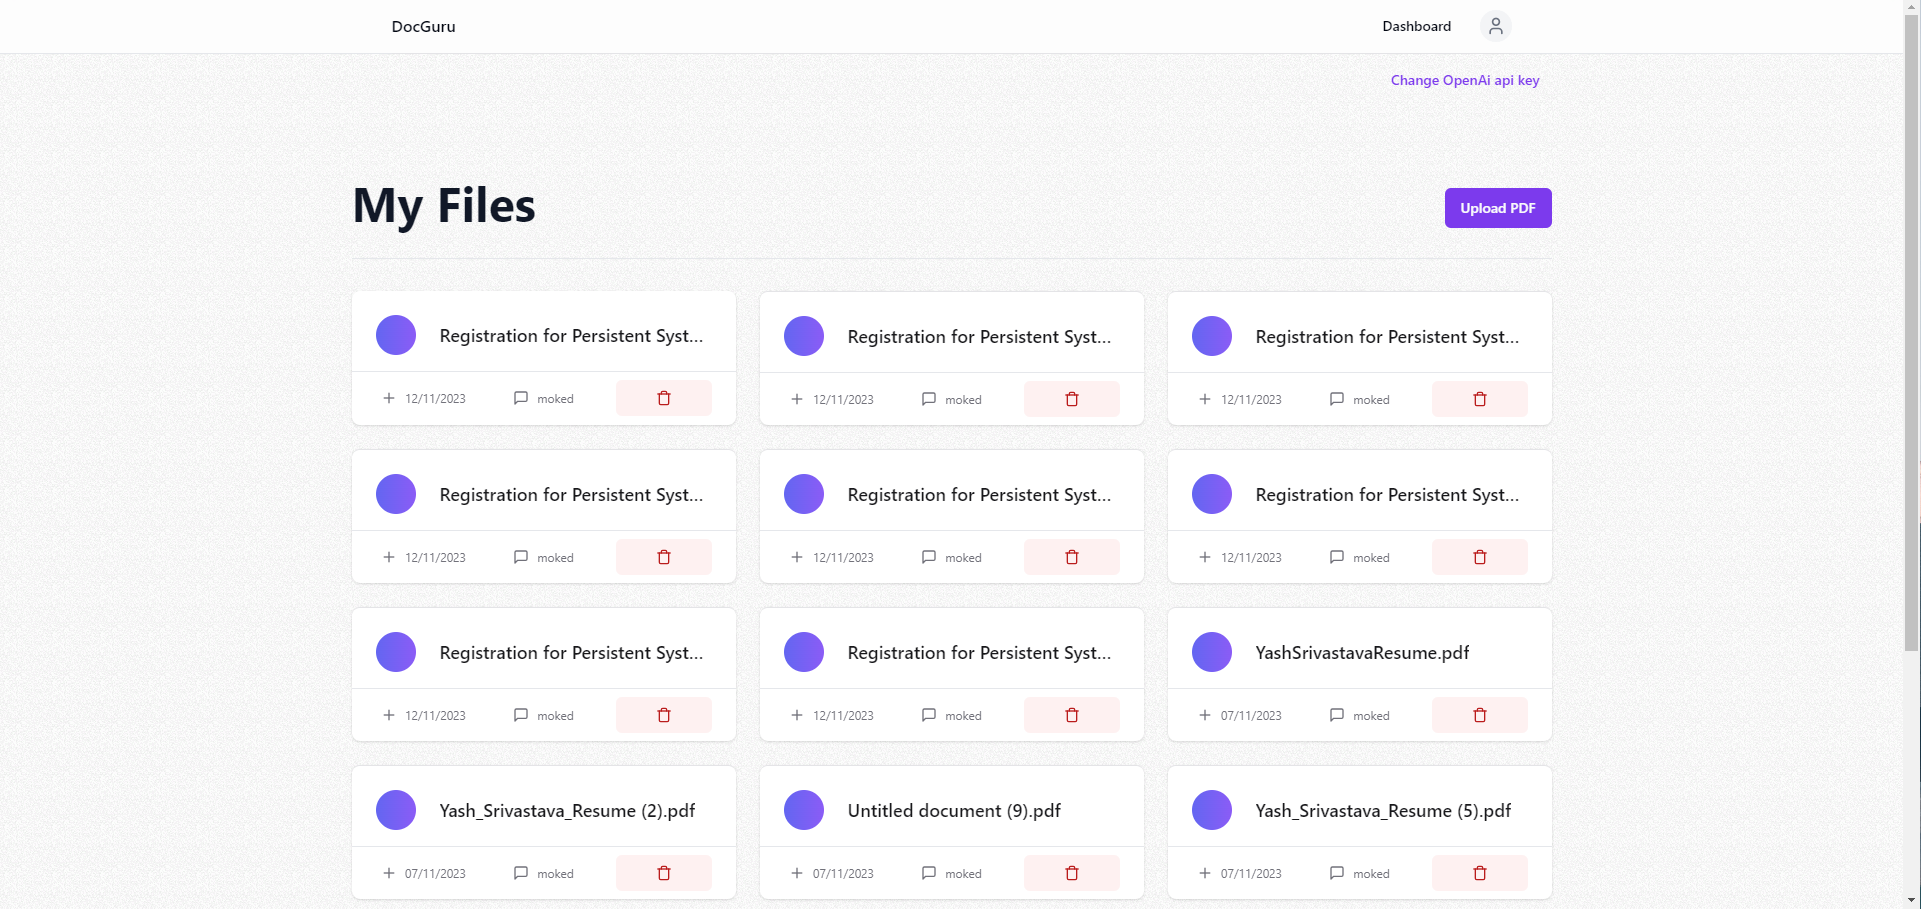 DocGuru
Dashboard
Change OpenAi api key
My Files
Upload PDF
Registration for Persistent Syst...
Registration for Persistent Syst...
Registration for Persistent Syst...
12/11/2023 moked
12/11/2023 moked
12/11/2023 moked
Registration for Persistent Syst...
Registration for Persistent Syst...
Registration for Persistent Syst...
12/11/2023 moked
12/11/2023 moked
12/11/2023 moked
Registration for Persistent Syst...
Registration for Persistent Syst...
YashSrivastavaResume.pdf
12/11/2023 moked
12/11/2023 moked
07/11/2023 moked
Yash_Srivastava_Resume (2).pdf
Untitled document (9).pdf
Yash_Srivastava_Resume (5).pdf
07/11/2023 moked
07/11/2023 moked
07/11/2023 moked